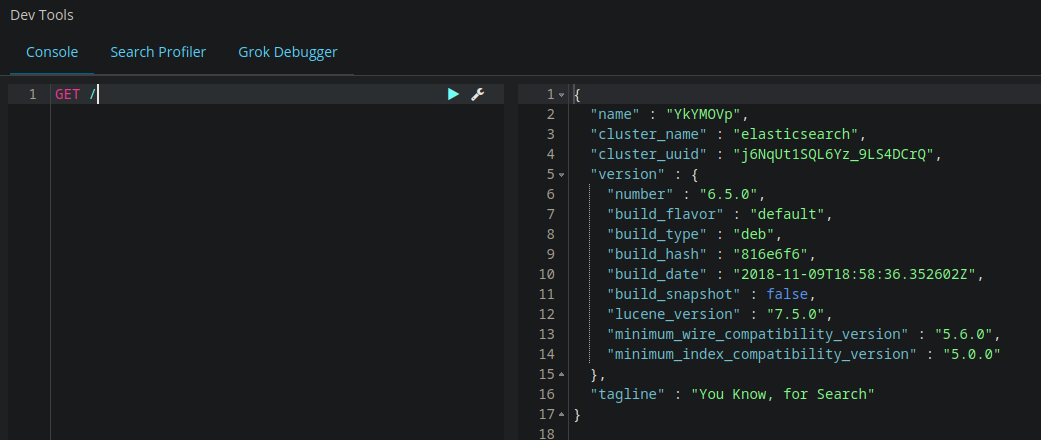 Dev Tools
Console Search Profiler Grok Debugger
1 GET /
1 {
2 "name" : "YkYMOVp",
3 "cluster_name" : "elasticsearch",
4 "cluster_uuid" : "j6NqUt1SQL6Yz_9LS4DCrQ",
5 "version" : {
6 "number" : "6.5.0",
7 "build_flavor" : "default",
8 "build_type" : "deb",
9 "build_hash" : "816e6f6",
10 "build_date" : "2018-11-09T18:58:36.352602Z",
11 "build_snapshot" : false,
12 "lucene_version" : "7.5.0",
13 "minimum_wire_compatibility_version" : "5.6.0",
14 "minimum_index_compatibility_version" : "5.0.0"
15 },
16 "tagline" : "You Know, for Search"
17 }
18